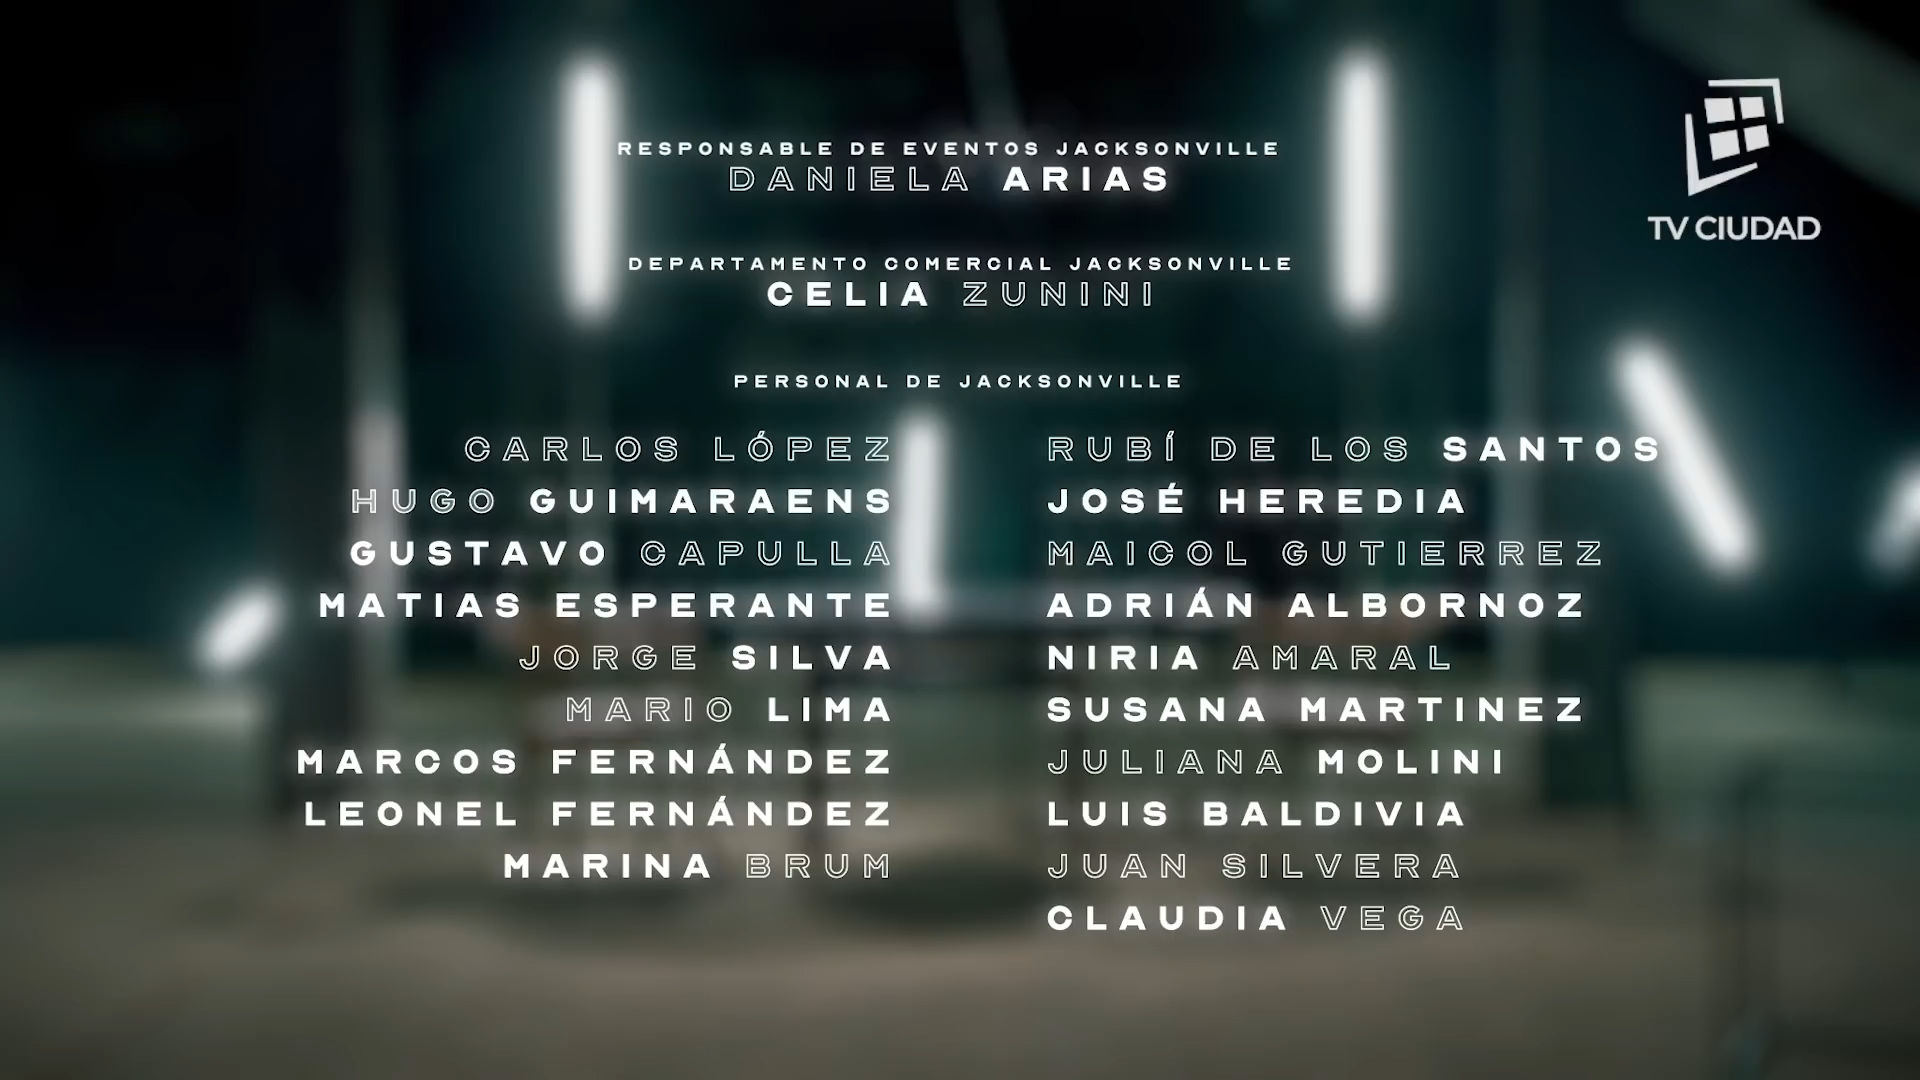 RESPONSABLE DE EVENTOS JACKSONVILLE
DANIELA ARIAS
TV CIUDAD
DEPARTAMENTO COMERCIAL JACKSONVILLE
CELIA ZUNINI
PERSONAL DE JACKSONVILLE
CARLOS LÓPEZ
HUGO GUIMARAENS
GUSTAVO CAPULLA
MATIAS ESPERANTE
JORGE SILVA
MARIO LIMA
MARCOS FERNÁNDEZ
LEONEL FERNÁNDEZ
MARINA BRUM
RUBÍ DE LOS SANTOS
JOSÉ HEREDIA
MAICOL GUTIERREZ
ADRIÁN ALBORNOZ
NIRIA AMARAL
SUSANA MARTINEZ
JULIANA MOLINI
LUIS BALDIVIA
JUAN SILVERA
CLAUDIA VEGA